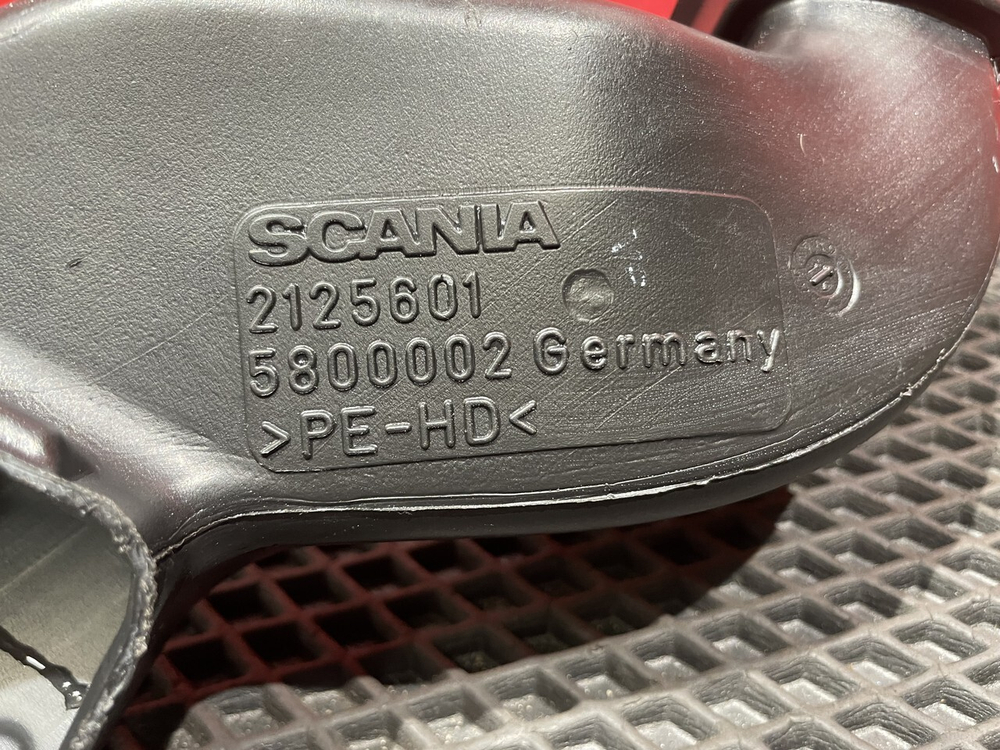 SCANIA
2125601
5800002 Germany
>PE-HD<